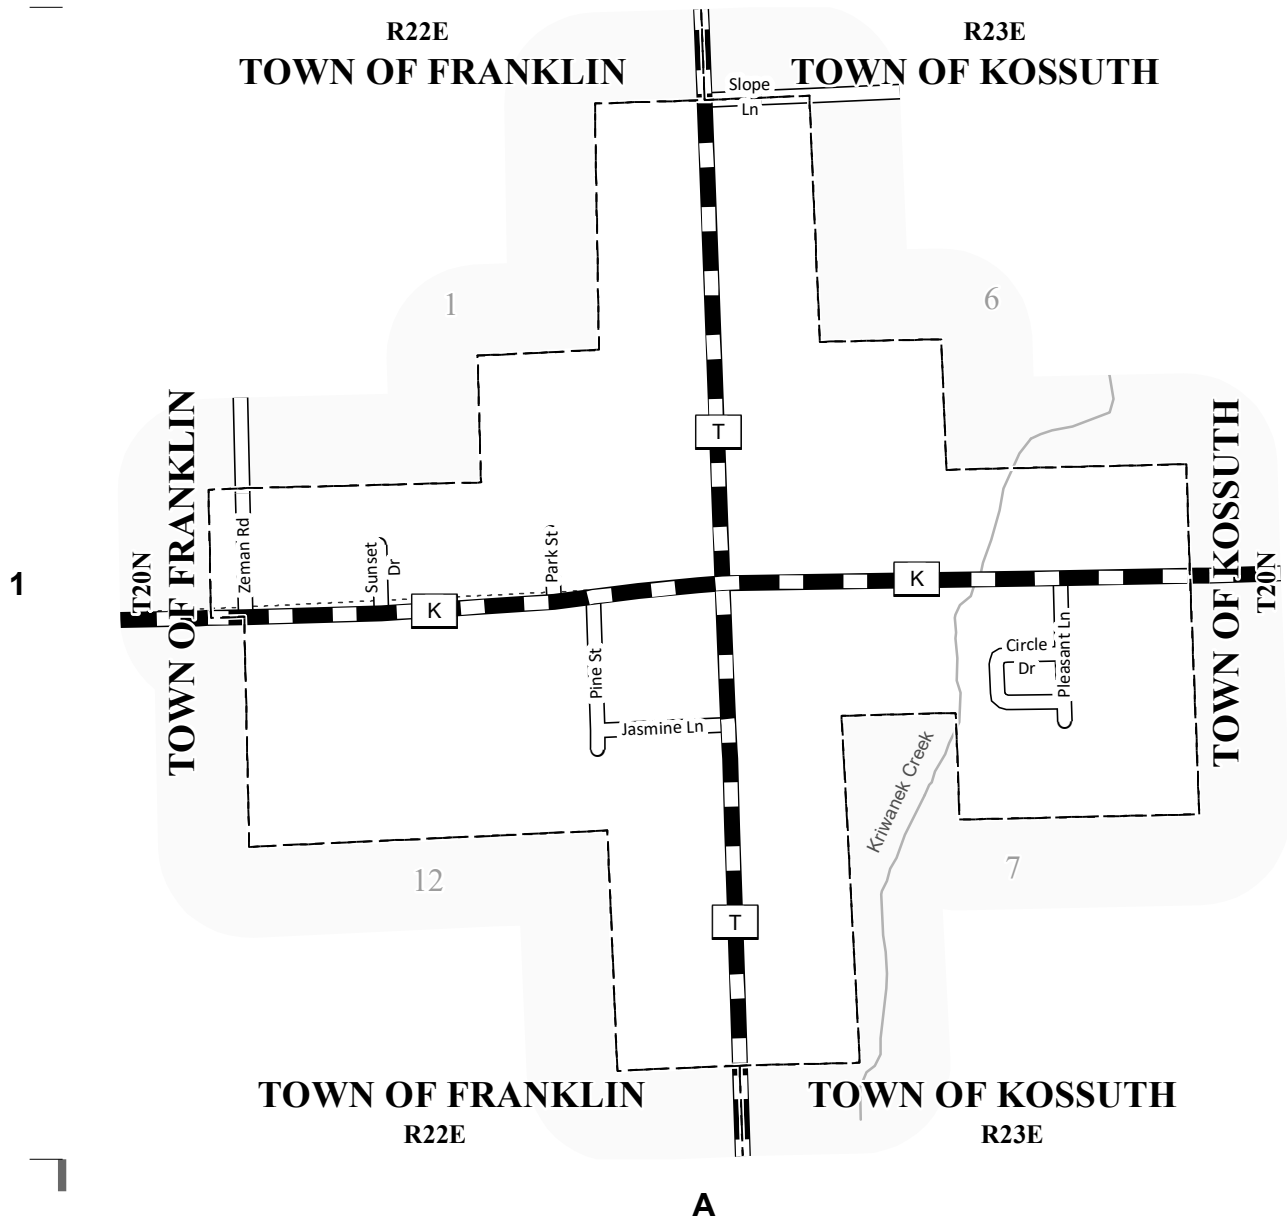 R22E
R23E
TOWN OF FRANKLIN
TOWN OF KOSSUTH
Slope
Ln
1
6
TOWN OF FRANKLIN
TOWN OF KOSSUTH
T
Zeman Rd
Sunset
Dr
Park St
T20N
T20N
1
K
K
Pine St
Jasmine Ln
Circle
Dr
Pleasant Ln
Kriwanek Creek
12
7
T
TOWN OF FRANKLIN
TOWN OF KOSSUTH
R22E
R23E
A